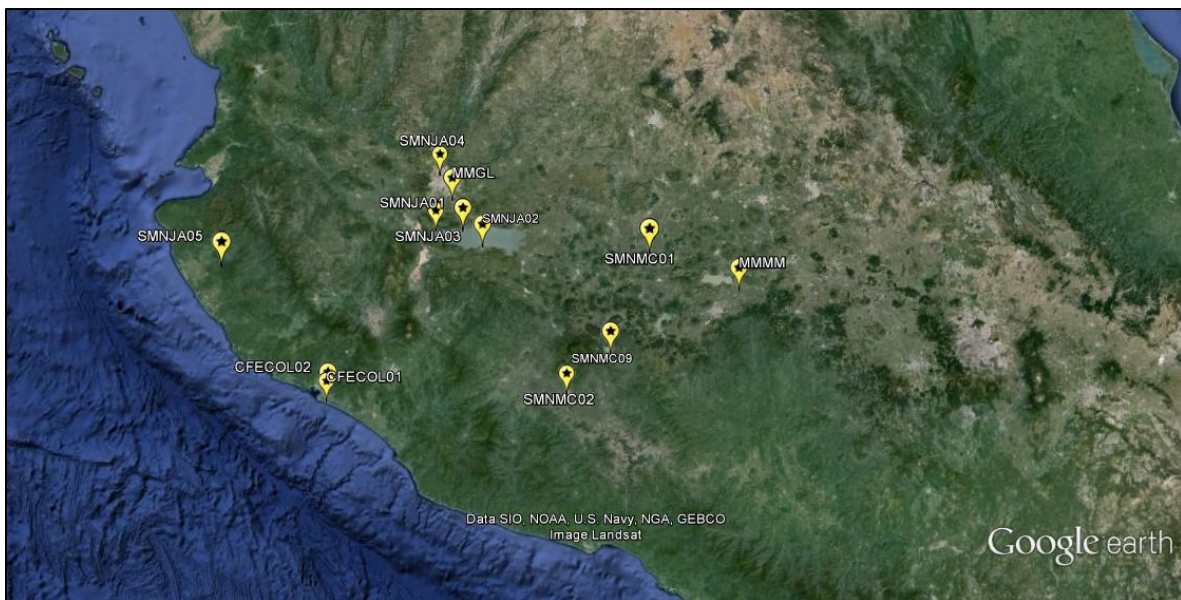 SMNJA04
MMGL
SMNJA01
SMNJA02
SMNJA03
SMNJA05
SMNMC01
MMMM
SMNMC09
CFECOL02
CFECOL01
SMNMC02
Data SIO, NOAA, U.S. Navy, NGA, GEBCO
Image Landsat
Google earth